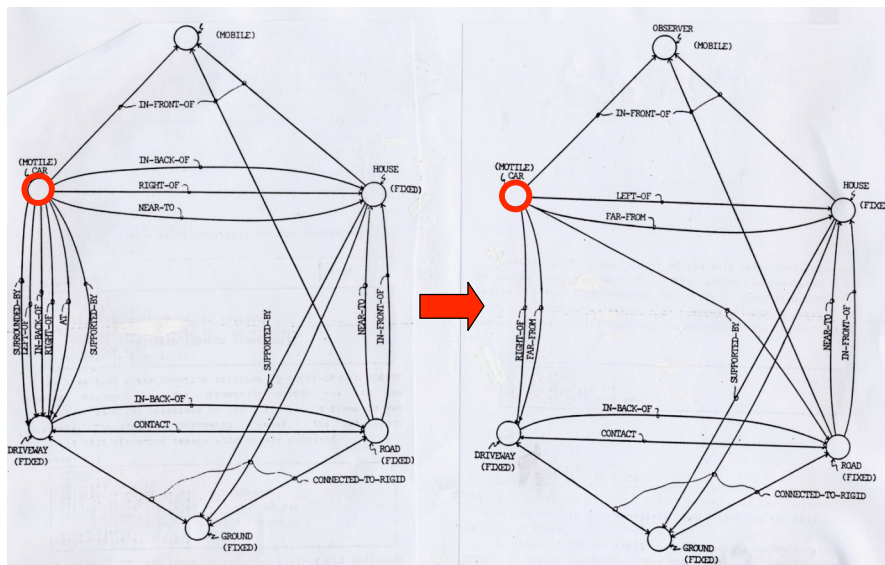 (MOBILE)
IN-FRONT-OF
(MOTILE)
CAR
IN-BACK-OF
RIGHT-OF
NEAR-TO
HOUSE
(FIXED)
SURROUNDED-BY
LEFT-OF
IN-BACK-OF
RIGHT-OF
AT
SUPPORTED-BY
SUPPORTED-BY
NEAR-TO
IN-FRONT-OF
IN-BACK-OF
CONTACT
DRIVEWAY
(FIXED)
ROAD
(FIXED)
CONNECTED-TO-RIGID
GROUND
(FIXED)
OBSERVER
(MOBILE)
IN-FRONT-OF
(MOTILE)
CAR
LEFT-OF
FAR-FROM
HOUSE
(FIXE
RIGHT-OF
FAR-FROM
SUPPORTED-BY
NEAR-TO
IN-FRONT-OF
IN-BACK-OF
CONTACT
DRIVEWAY
(FIXED)
ROAD
(FIXED)
CONNECTED-TO-RIGID
GROUND
(FIXED)